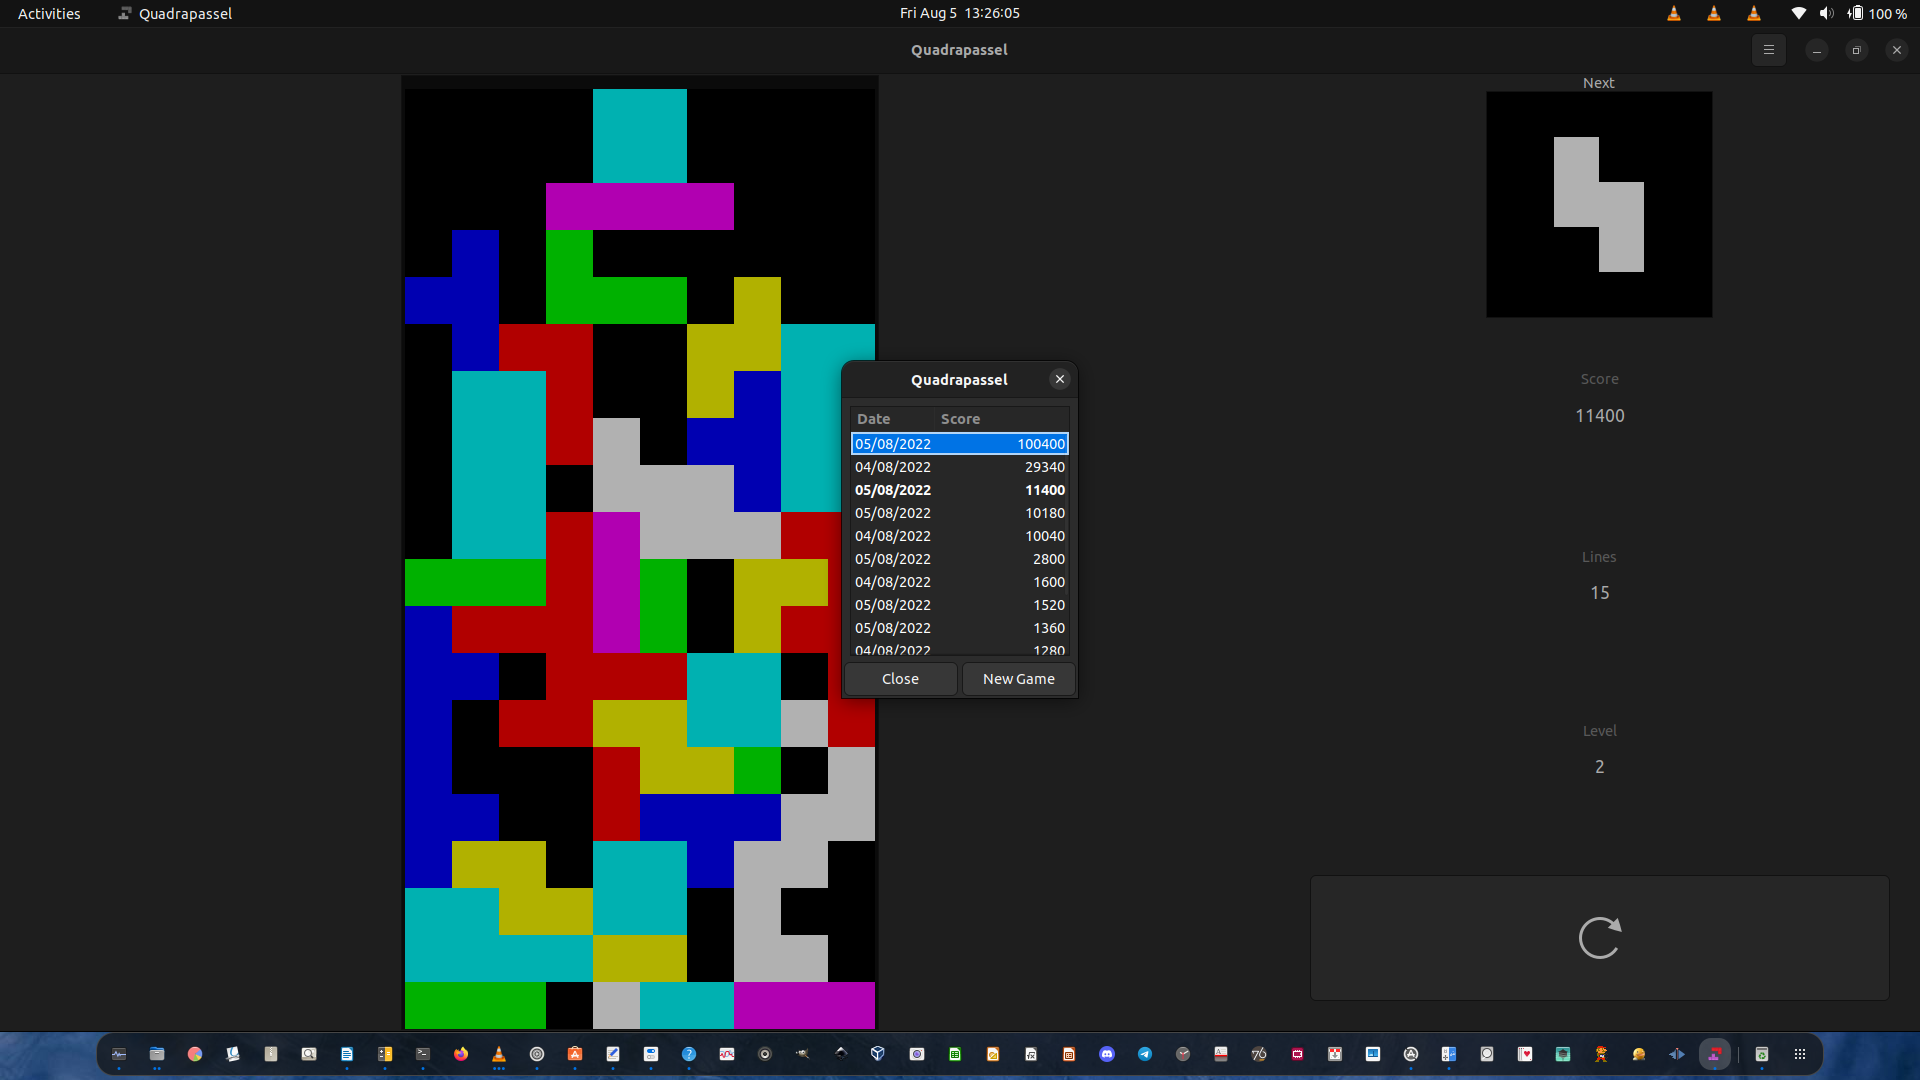 Activities Quadrapassel Fri Aug 5 13:26:05 100 %
Quadrapassel
Next
Score
11400
Lines
15
Level
2
Quadrapassel
Date Score
05/08/2022 100400
04/08/2022 29340
05/08/2022 11400
05/08/2022 10180
04/08/2022 10040
05/08/2022 2800
04/08/2022 1600
05/08/2022 1520
05/08/2022 1360
04/08/2022 1280
Close New Game